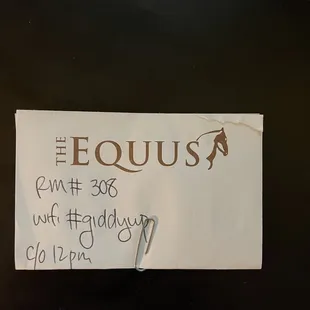 THE EQUUS
RM# 308
wifi #giddyup
c/o 12pm